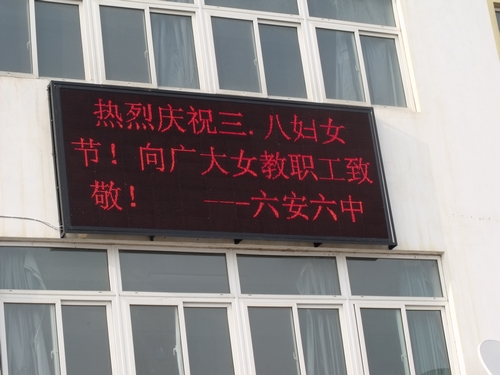 热烈庆祝三.八妇女
节!向广大女教职工致
敬! ——六安六中